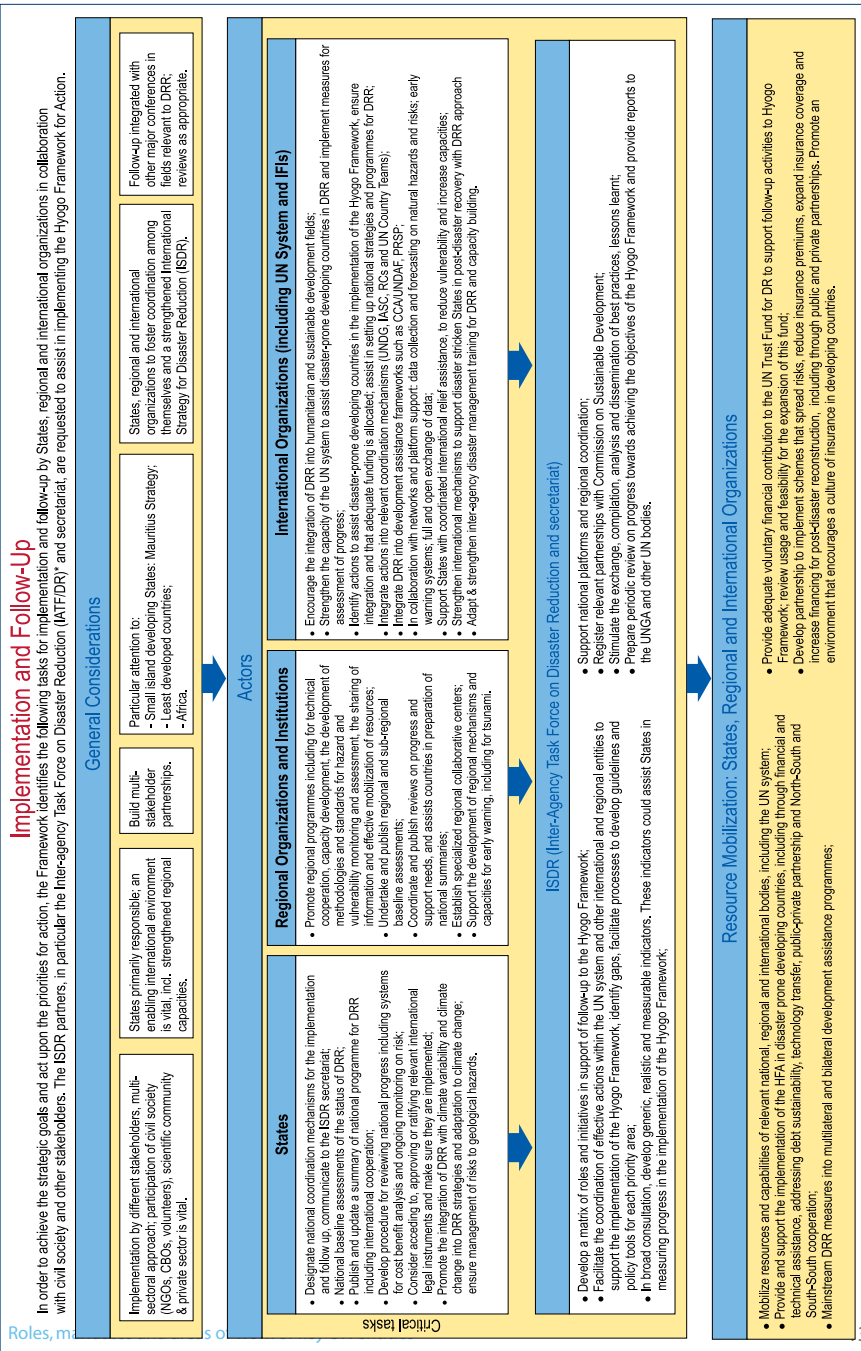 Implementation and Follow-Up
In order to achieve the strategic goals and act upon the priorities for action, the Framework identifies the following tasks for implementation and follow-up by States, regional and international organizations in collaboration
with civil society and other stakeholders. The ISDR partners, in particular the Inter-agency Task Force on Disaster Reduction (IATF/DR)* and secretariat, are requested to assist in implementing the Hyogo Framework for Action.
General Considerations
Implementation by different stakeholders, multi-
sectoral approach; participation of civil society
(NGOs, CBOs, volunteers), scientific community
& private sector is vital.
States primarily responsible; an
enabling international environment
is vital, incl.. strengthened regional
capacities.
Build multi-
stakeholder
partnerships.
Particular attention to:
- Small island developing States: Mauritius Strategy;
- Least developed countries;
- Africa.
States, regional and international
organizations to foster coordination among
themselves and a strengthened International
Strategy for Disaster Reduction (ISDR).
Follow-up integrated with
other major conferences in
fields relevant to DRR;
reviews as appropriate.
Actors
Critical tasks
States
• Designate national coordination mechanisms for the implementation
and follow up, communicate to the ISDR secretariat;
• National baseline assessments of the status of DRR;
• Publish and update a summary of national programme for DRR
including international cooperation;
• Develop procedure for reviewing national progress including systems
for cost benefit analysis and ongoing monitoring on risk;
• Consider acceding to, approving or ratifying relevant international
legal instruments and make sure they are implemented;
• Promote the integration of DRR with climate variability and climate
change into DRR strategies and adaptation to climate change;
ensure management of risks to geological hazards.
Regional Organizations and Institutions
• Promote regional programmes including for technical
cooperation, capacity development, the development of
methodologies and standards for hazard and
vulnerability monitoring and assessment, the sharing of
information and effective mobilization of resources;
• Undertake and publish regional and sub-regional
baseline assessments;
• Coordinate and publish reviews on progress and
support needs, and assists countries in preparation of
national summaries;
• Establish specialized regional collaborative centers;
• Support the development of regional mechanisms and
capacities for early warning, including for tsunami.
International Organizations (including UN System and IFIs)
• Encourage the integration of DRR into humanitarian and sustainable development fields;
• Strengthen the capacity of the UN system to assist disaster-prone developing countries in DRR and implement measures for
assessment of progress;
• Identify actions to assist disaster-prone developing countries in the implementation of the Hyogo Framework, ensure
integration and that adequate funding is allocated; assist in setting up national strategies and programmes for DRR;
• Integrate actions into relevant coordination mechanisms (UNDG, IASC, RCs and UN Country Teams);
• Integrate DRR into development assistance frameworks such as CCA/UNDAF, PRSP;
• In collaboration with networks and platform support: data collection and forecasting on natural hazards and risks; early
warning systems; full and open exchange of data;
• Support States with coordinated international relief assistance, to reduce vulnerability and increase capacities;
• Strengthen international mechanisms to support disaster stricken States in post-disaster recovery with DRR approach
• Adapt & strengthen inter-agency disaster management training for DRR and capacity building.
ISDR (Inter-Agency Task Force on Disaster Reduction and secretariat)
• Develop a matrix of roles and initiatives in support of follow-up to the Hyogo Framework;
• Facilitate the coordination of effective actions within the UN system and other international and regional entities to
support the implementation of the Hyogo Framework, identify gaps, facilitate processes to develop guidelines and
policy tools for each priority area;
• In broad consultation, develop generic, realistic and measurable indicators. These indicators could assist States in
measuring progress in the implementation of the Hyogo Framework;
• Support national platforms and regional coordination;
• Register relevant partnerships with Commission on Sustainable Development;
• Stimulate the exchange, compilation, analysis and dissemination of best practices, lessons learnt;
• Prepare periodic review on progress towards achieving the objectives of the Hyogo Framework and provide reports to
the UNGA and other UN bodies.
Resource Mobilization: States, Regional and International Organizations
• Mobilize resources and capabilities of relevant national, regional and international bodies, including the UN system;
• Provide and support the implementation of the HFA in disaster prone developing countries, including through financial and
technical assistance, addressing debt sustainability, technology transfer, public-private partnership and North-South and
South-South cooperation;
• Mainstream DRR measures into multilateral and bilateral development assistance programmes;
• Provide adequate voluntary financial contribution to the UN Trust Fund for DR to support follow-up activities to Hyogo
Framework; review usage and feasibility for the expansion of this fund;
• Develop partnership to implement schemes that spread risks, reduce insurance premiums, expand insurance coverage and
increase financing for post-disaster reconstruction, including through public and private partnerships. Promote an
environment that encourages a culture of insurance in developing countries.
Roles, ma